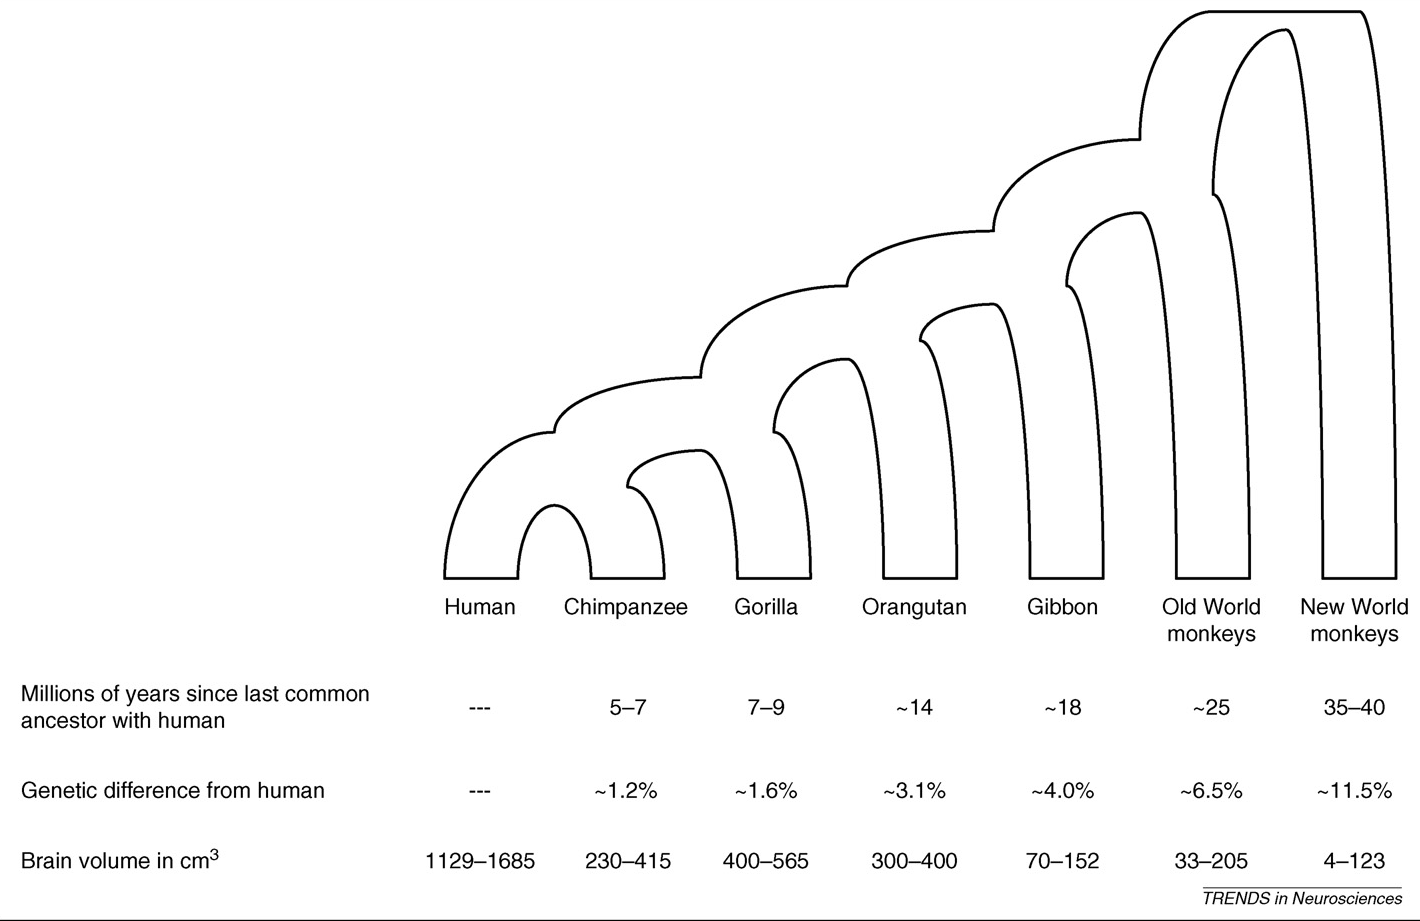 Human Chimpanzee Gorilla Orangutan Gibbon Old World New World
monkeys monkeys
Millions of years since last common
ancestor with human --- 5–7 7–9 ~14 ~18 ~25 35–40
Genetic difference from human --- ~1.2% ~1.6% ~3.1% ~4.0% ~6.5% ~11.5%
Brain volume in cm³ 1129–1685 230–415 400–565 300–400 70–152 33–205 4–123
TRENDS in Neurosciences